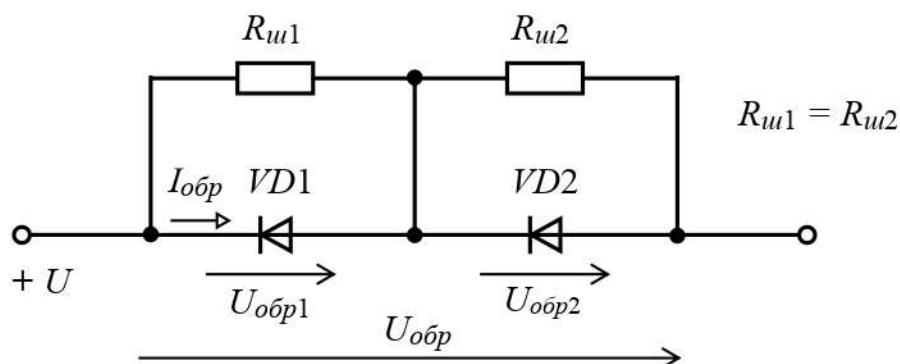 Rш1 Rш2
Rш1 = Rш2
Iобр VD1 VD2
+ U Uобр1 Uобр2
Uобр